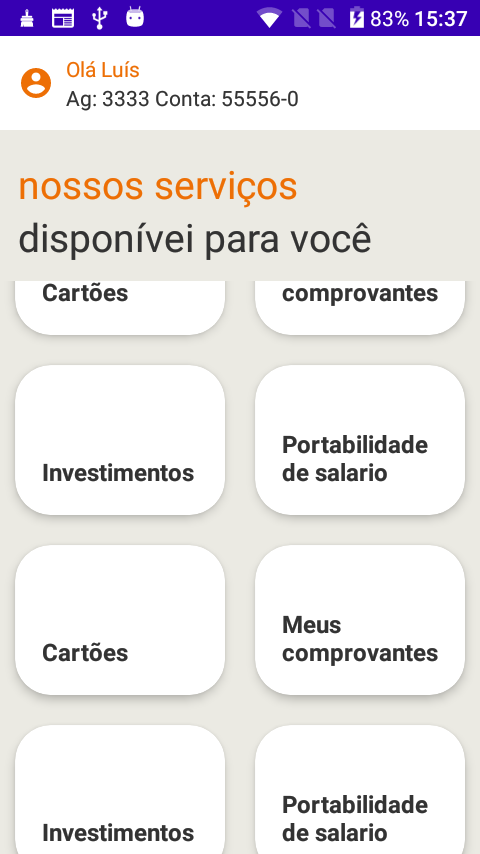 83% 15:37
Olá Luís
Ag: 3333 Conta: 55556-0
nossos serviços
disponívei para você
Cartões
comprovantes
Investimentos
Portabilidade
de salario
Cartões
Meus
comprovantes
Investimentos
Portabilidade
de salario